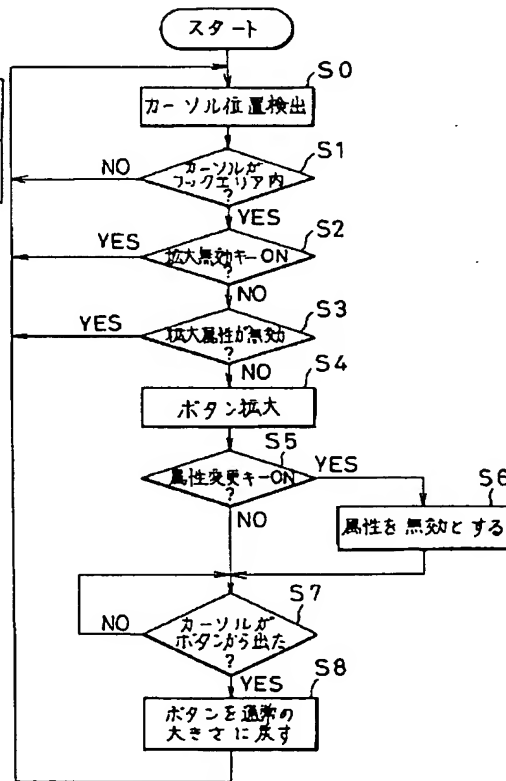 スタート
S0
カーソル位置検出
S1
カーソルが
フックエリア内
?
NO
YES
S2
拡大無効キーON
?
YES
NO
S3
拡大属性が無効
?
YES
NO
S4
ボタン拡大
S5
属性変更キーON
?
YES
NO
S6
属性を無効とする
S7
カーソルが
ボタンから出た
?
NO
YES
S8
ボタンを通常の
大きさに戻す